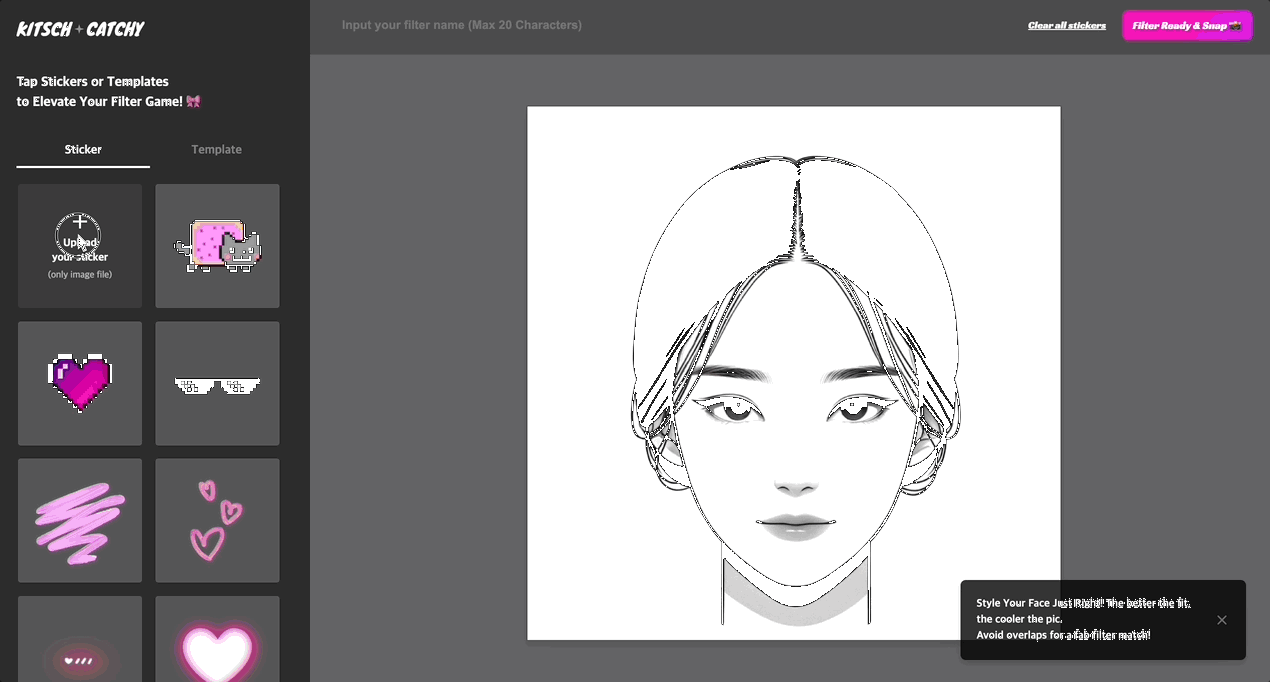 KITSCH + CATCHY
Input your filter name (Max 20 Characters)
Clear all stickers
Filter Ready & Snap 📸
Tap Stickers or Templates
to Elevate Your Filter Game! 🎀
Sticker
Template
Upload
your sticker
(only image file)
Style Your Face Just Right! The better the fit,
the cooler the pic.
Avoid overlaps for a fab filter match!